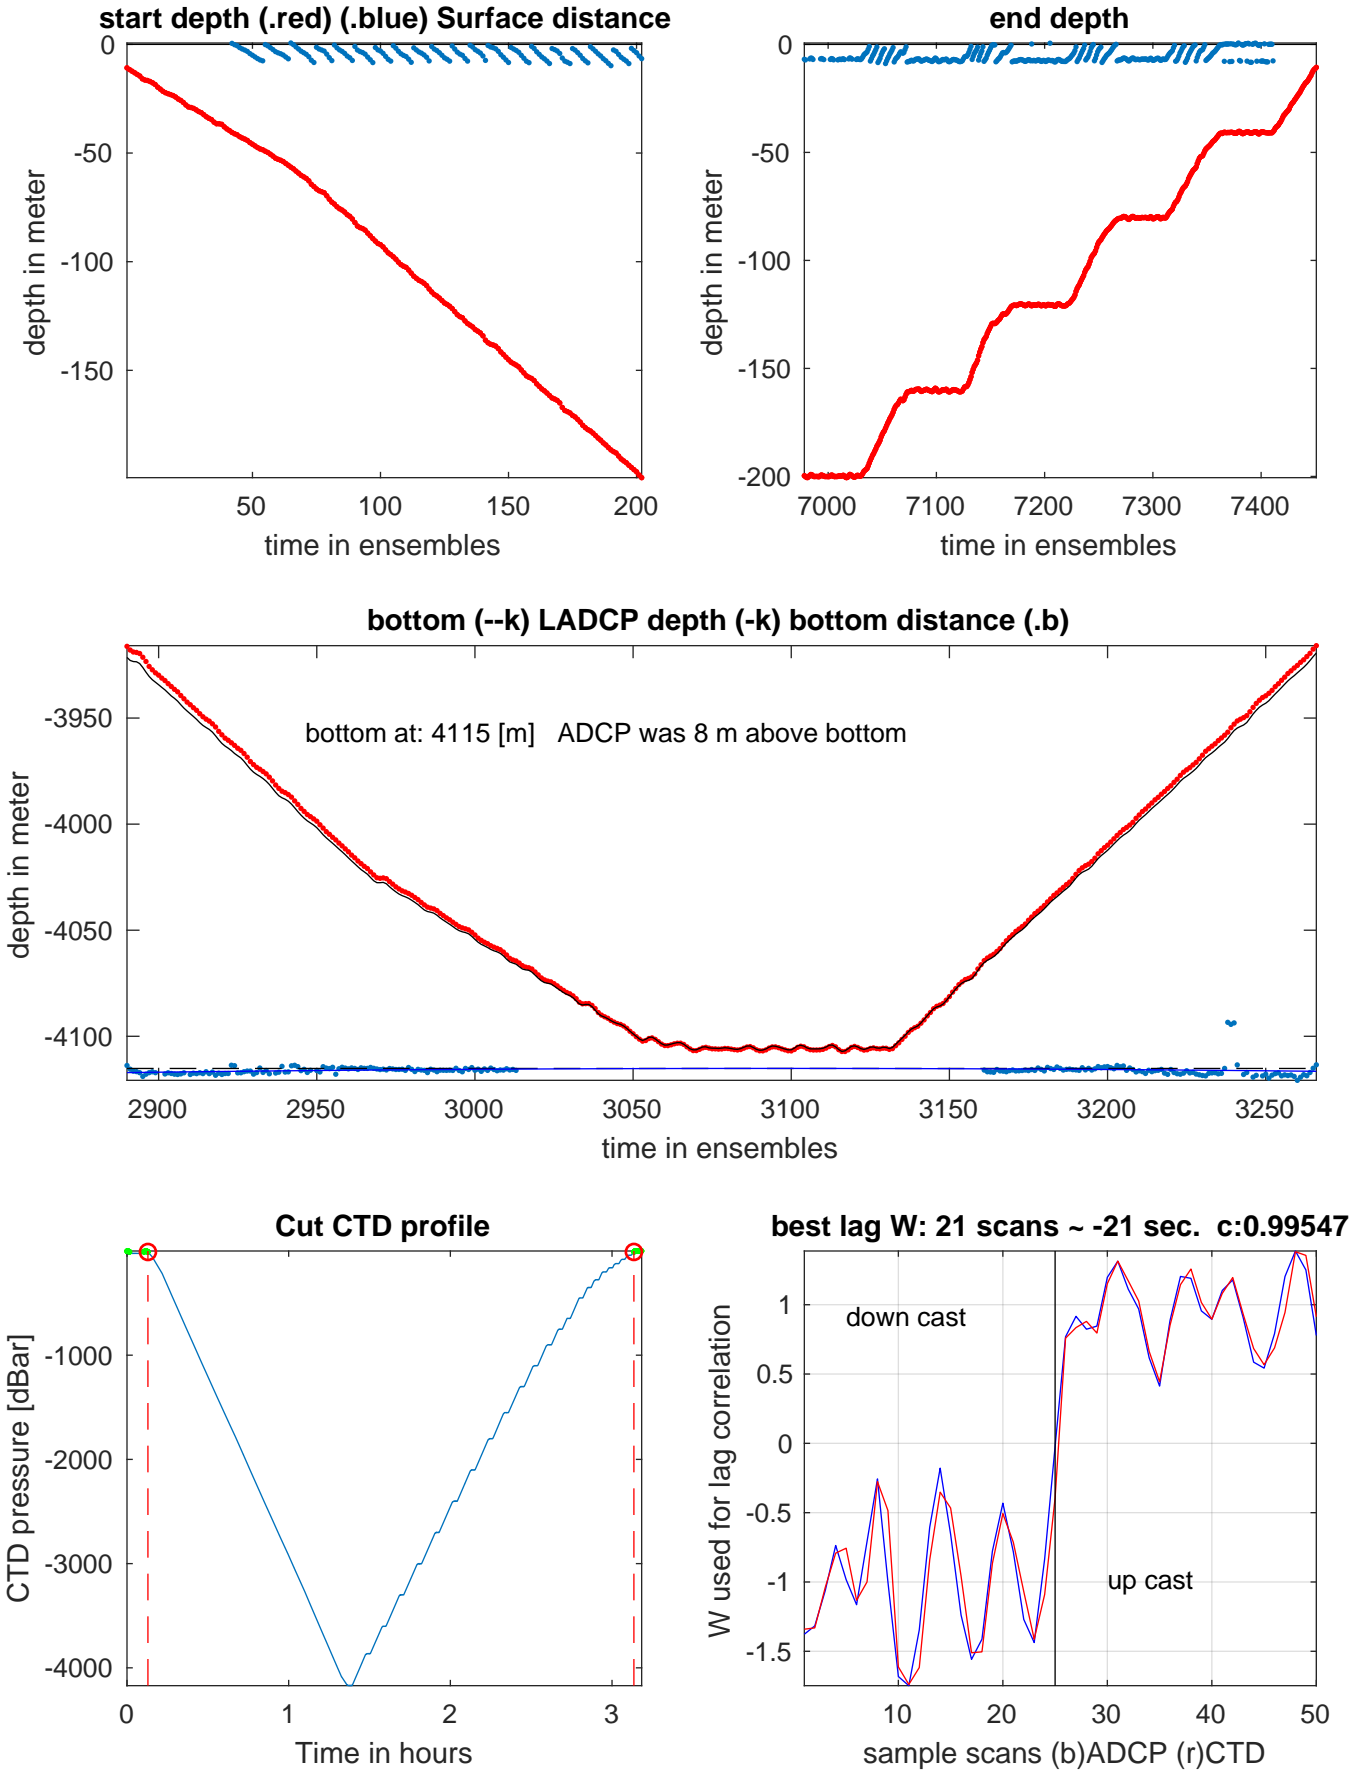 start depth (.red) (.blue) Surface distance
0
-50
-100
-150
depth in meter
50
100
150
200
time in ensembles
end depth
0
-50
-100
-150
-200
depth in meter
7000
7100
7200
7300
7400
time in ensembles
bottom (--k) LADCP depth (-k) bottom distance (.b)
bottom at: 4115 [m]   ADCP was 8 m above bottom
-3950
-4000
-4050
-4100
depth in meter
2900
2950
3000
3050
3100
3150
3200
3250
time in ensembles
Cut CTD profile
-1000
-2000
-3000
-4000
CTD pressure [dBar]
0
1
2
3
Time in hours
best lag W: 21 scans ~ -21 sec.  c:0.99547
down cast
up cast
1
0.5
0
-0.5
-1
-1.5
W used for lag correlation
10
20
30
40
50
sample scans (b)ADCP (r)CTD